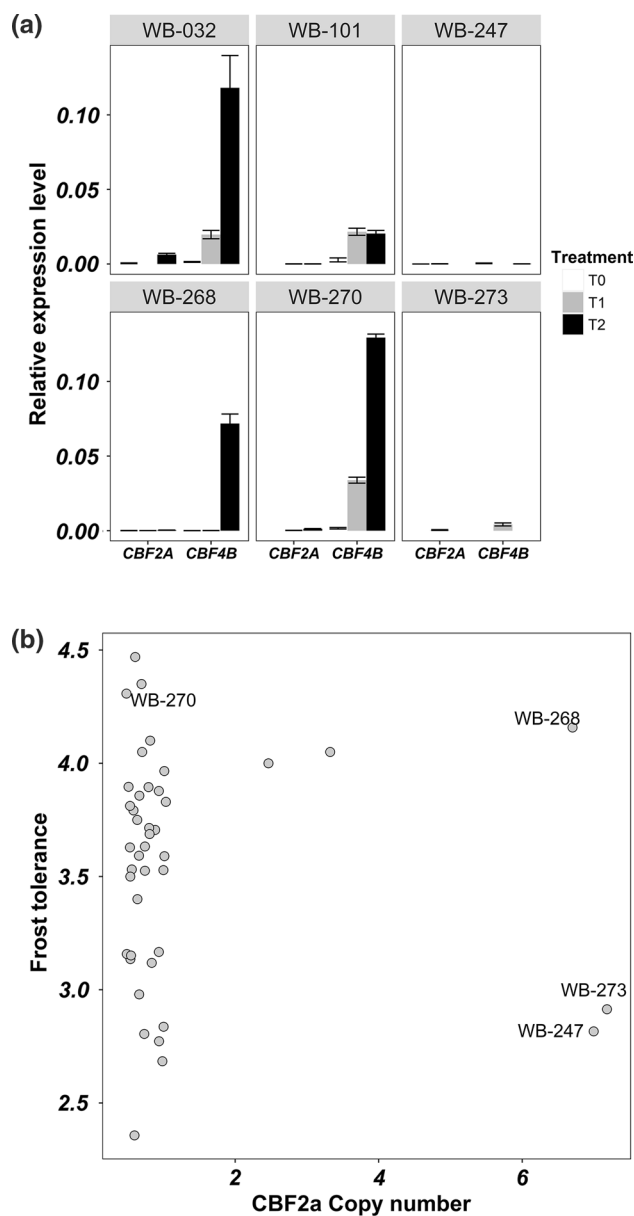 (a)
WB-032 WB-101 WB-247
Relative expression level
0.10
0.05
0.00
WB-268 WB-270 WB-273
0.10
0.05
0.00
CBF2A CBF4B CBF2A CBF4B CBF2A CBF4B
Treatment
T0
T1
T2
(b)
Frost tolerance
4.5
4.0
3.5
3.0
2.5
WB-270
WB-268
WB-273
WB-247
2 4 6
CBF2a Copy number